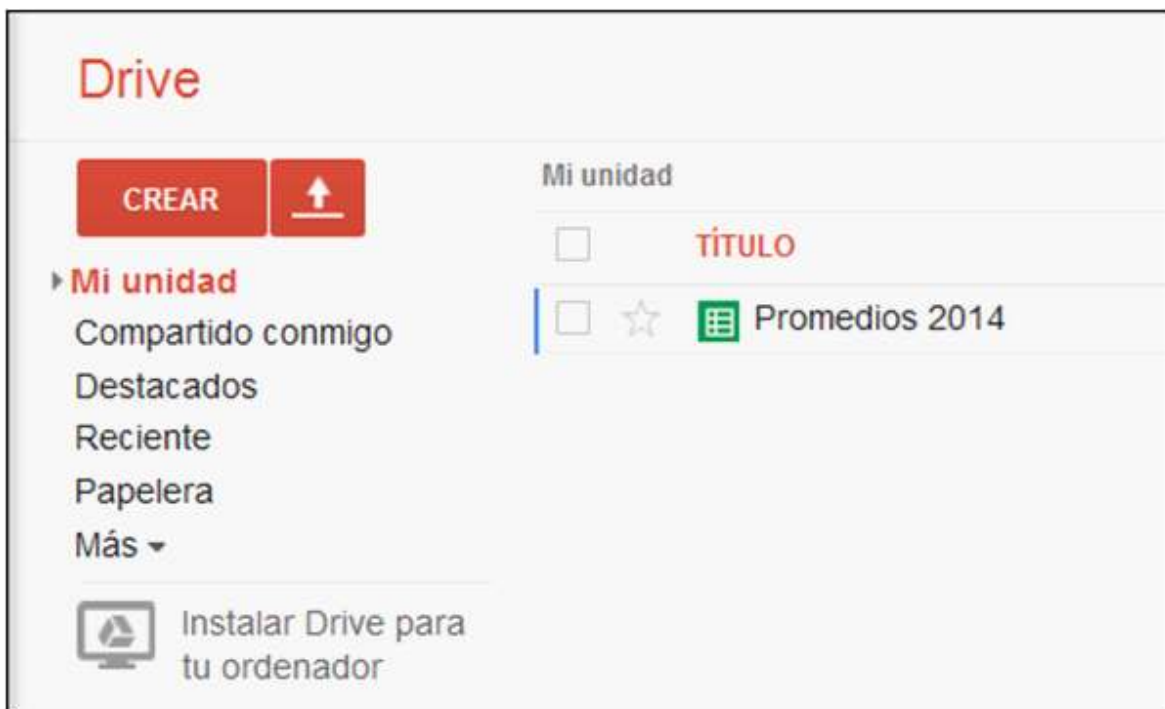 Drive
CREAR
Mi unidad
Compartido conmigo
Destacados
Reciente
Papelera
Más
Instalar Drive para
tu ordenador
Mi unidad
TÍTULO
Promedios 2014